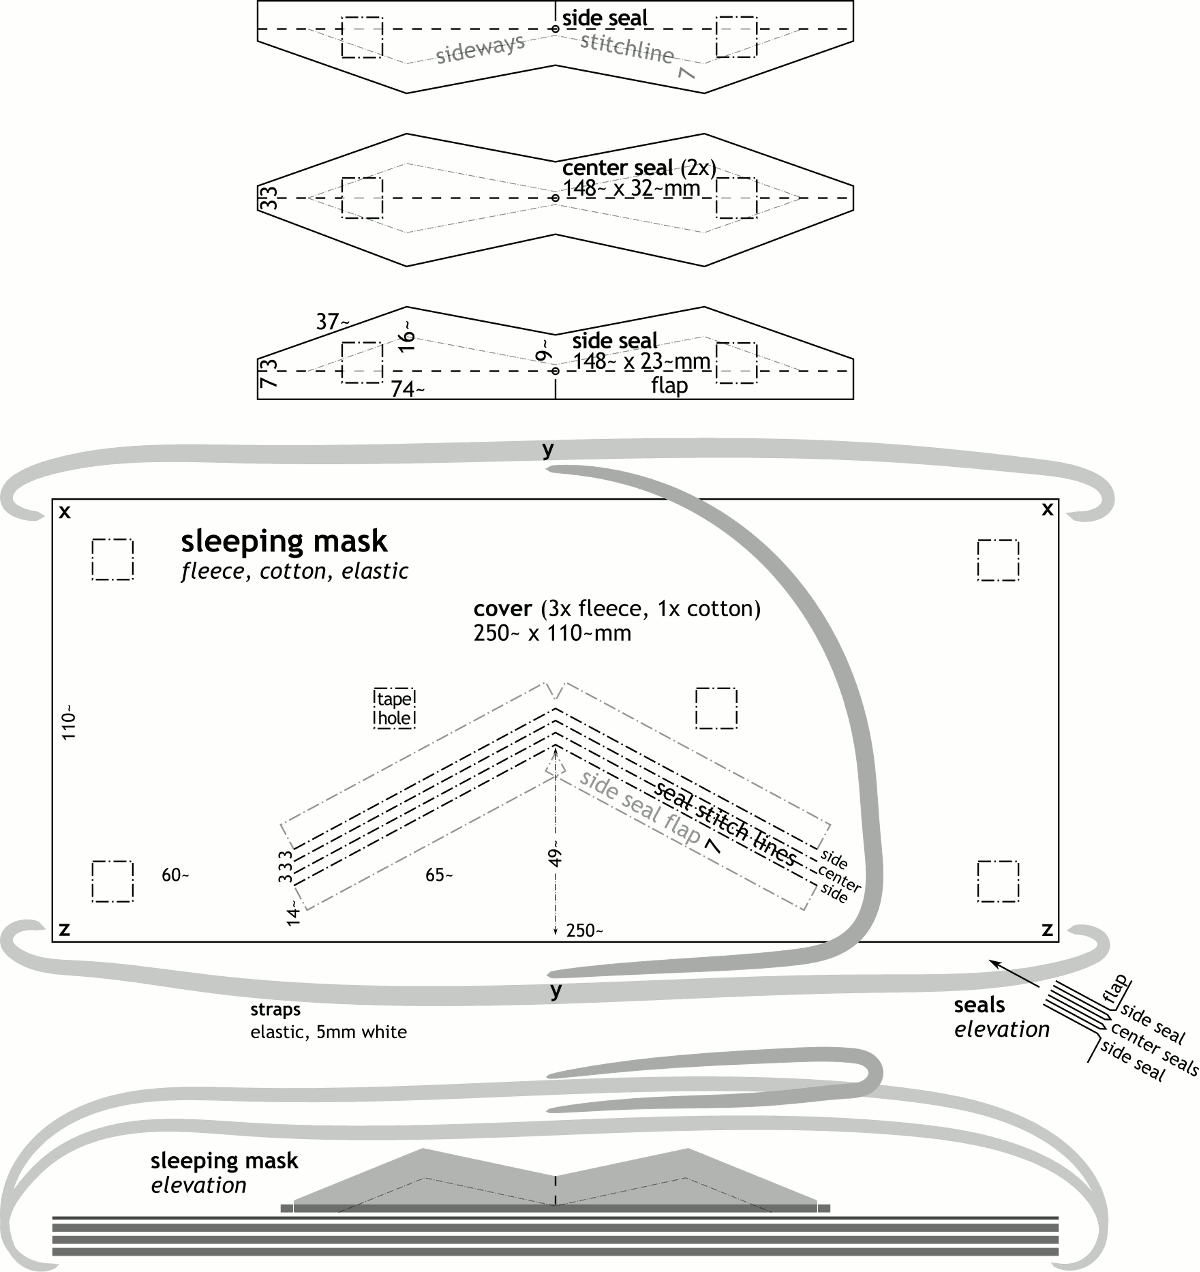 side seal
sideways stitchline
7
center seal (2x)
148~ x 32~mm
33
37~
16~
9~
side seal
148~ x 23~mm
7 3
flap
74~
y
x
x
sleeping mask
fleece, cotton, elastic
cover (3x fleece, 1x cotton)
250~ x 110~mm
tape
hole
110~
side seal flap
seal stitch lines
7
side
center
side
3 3 3
14~
49~
60~
65~
z
250~
z
y
straps
elastic, 5mm white
seals
elevation
flap
side seal
center seals
side seal
sleeping mask
elevation